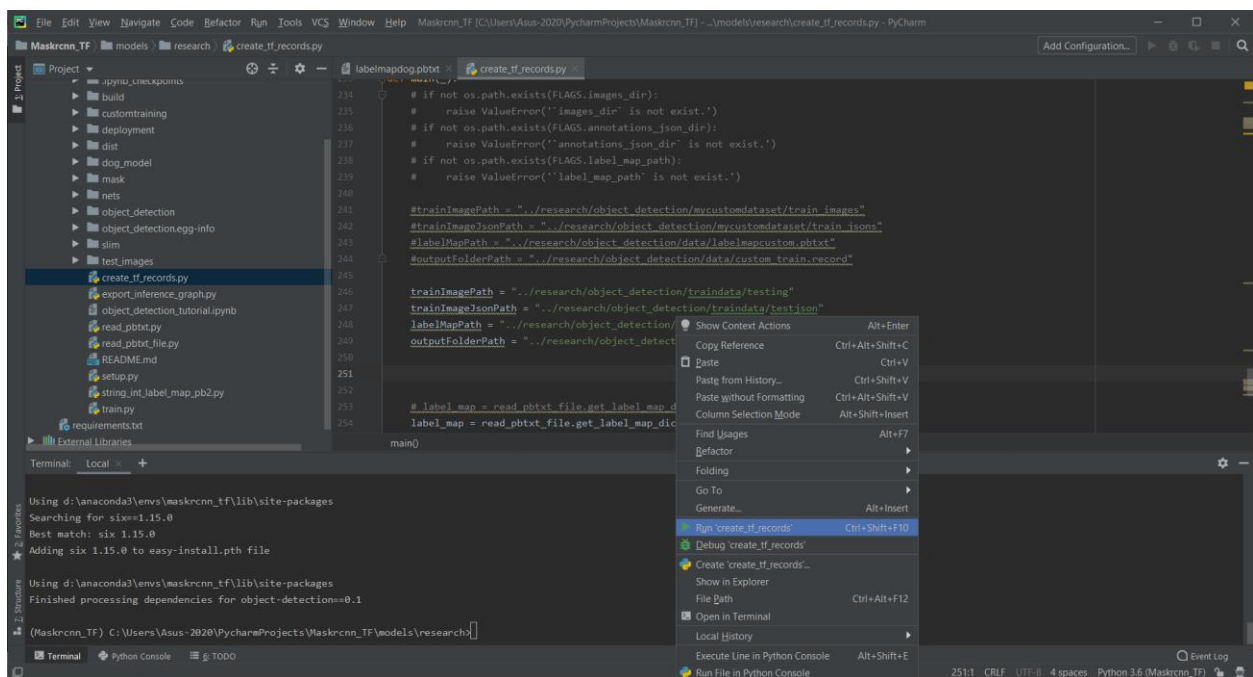 File Edit View Navigate Code Refactor Run Tools VCS Window Help Maskrcnn_TF [C:\Users\Asus-2020\PycharmProjects\Maskrcnn_TF] - ...\models\research\create_tf_records.py - PyCharm
Maskrcnn_TF models research create_tf_records.py Add Configuration...
Project
labelmapdog.pbtxt create_tf_records.py
1: Project
.ipynb_checkpoints
build
customtraining
deployment
dist
dog_model
mask
nets
object_detection
object_detection.egg-info
slim
test_images
create_tf_records.py
export_inference_graph.py
object_detection_tutorial.ipynb
read_pbtxt.py
read_pbtxt_file.py
README.md
setup.py
string_int_label_map_pb2.py
train.py
requirements.txt
External Libraries
233 def main(_):
234 # if not os.path.exists(FLAGS.images_dir):
235 # raise ValueError('`images_dir` is not exist.')
236 # if not os.path.exists(FLAGS.annotations_json_dir):
237 # raise ValueError('`annotations_json_dir` is not exist.')
238 # if not os.path.exists(FLAGS.label_map_path):
239 # raise ValueError('`label_map_path` is not exist.')
240
241 #trainImagePath = "../research/object_detection/mycustomdataset/train_images"
242 #trainImageJsonPath = "../research/object_detection/mycustomdataset/train_jsons"
243 #labelMapPath = "../research/object_detection/data/labelmapcustom.pbtxt"
244 #outputFolderPath = "../research/object_detection/data/custom_train.record"
245
246 trainImagePath = "../research/object_detection/traindata/testing"
247 trainImageJsonPath = "../research/object_detection/traindata/testjson"
248 labelMapPath = "../research/object_detection/
249 outputFolderPath = "../research/object_detect
250
251
252
253 # label_map = read_pbtxt_file.get_label_map_d
254 label_map = read_pbtxt_file.get_label_map_dic
main()
Show Context Actions Alt+Enter
Copy Reference Ctrl+Alt+Shift+C
Paste Ctrl+V
Paste from History... Ctrl+Shift+V
Paste without Formatting Ctrl+Alt+Shift+V
Column Selection Mode Alt+Shift+Insert
Find Usages Alt+F7
Refactor
Folding
Go To
Generate... Alt+Insert
Run 'create_tf_records' Ctrl+Shift+F10
Debug 'create_tf_records'
Create 'create_tf_records'...
Show in Explorer
File Path Ctrl+Alt+F12
Open in Terminal
Local History
Execute Line in Python Console Alt+Shift+E
Run File in Python Console
Terminal: Local +
Using d:\anaconda3\envs\maskrcnn_tf\lib\site-packages
Searching for six==1.15.0
Best match: six 1.15.0
Adding six 1.15.0 to easy-install.pth file
Using d:\anaconda3\envs\maskrcnn_tf\lib\site-packages
Finished processing dependencies for object-detection==0.1
(Maskrcnn_TF) C:\Users\Asus-2020\PycharmProjects\Maskrcnn_TF\models\research>
2: Favorites
Z: Structure
Terminal Python Console 6: TODO Event Log
251:1 CRLF UTF-8 4 spaces Python 3.6 (Maskrcnn_TF)